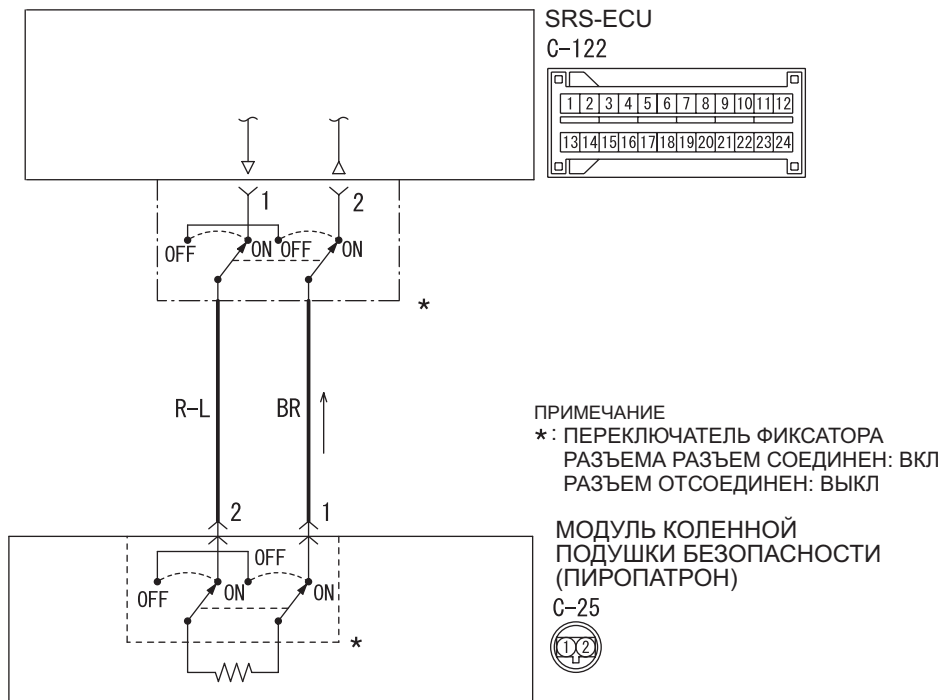 SRS-ECU
C-122
1 2 3 4 5 6 7 8 9 10 11 12
13 14 15 16 17 18 19 20 21 22 23 24
1 2
OFF ON OFF ON
*
R-L BR
ПРИМЕЧАНИЕ
*: ПЕРЕКЛЮЧАТЕЛЬ ФИКСАТОРА
РАЗЪЕМА РАЗЪЕМ СОЕДИНЕН: ВКЛ
РАЗЪЕМ ОТСОЕДИНЕН: ВЫКЛ
2 1
МОДУЛЬ КОЛЕННОЙ
ПОДУШКИ БЕЗОПАСНОСТИ
(ПИРОПАТРОН)
C-25
1 2
OFF ON OFF ON
*